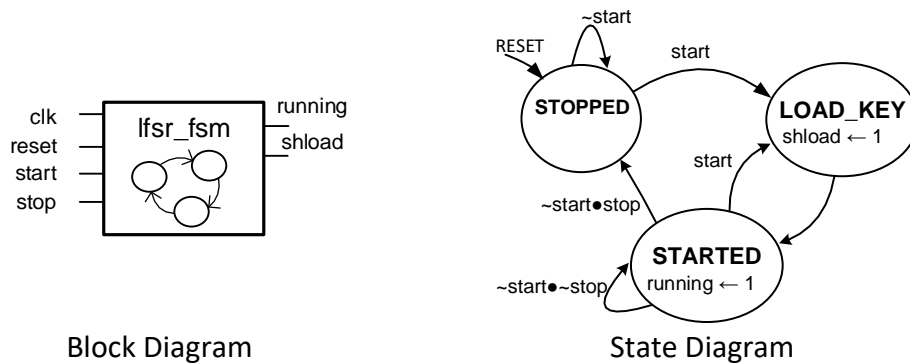 clk
reset
start
stop
lfsr_fsm
running
shload
Block Diagram
~start
RESET
start
STOPPED
LOAD_KEY
shload ← 1
start
~start●stop
STARTED
running ← 1
~start●~stop
State Diagram